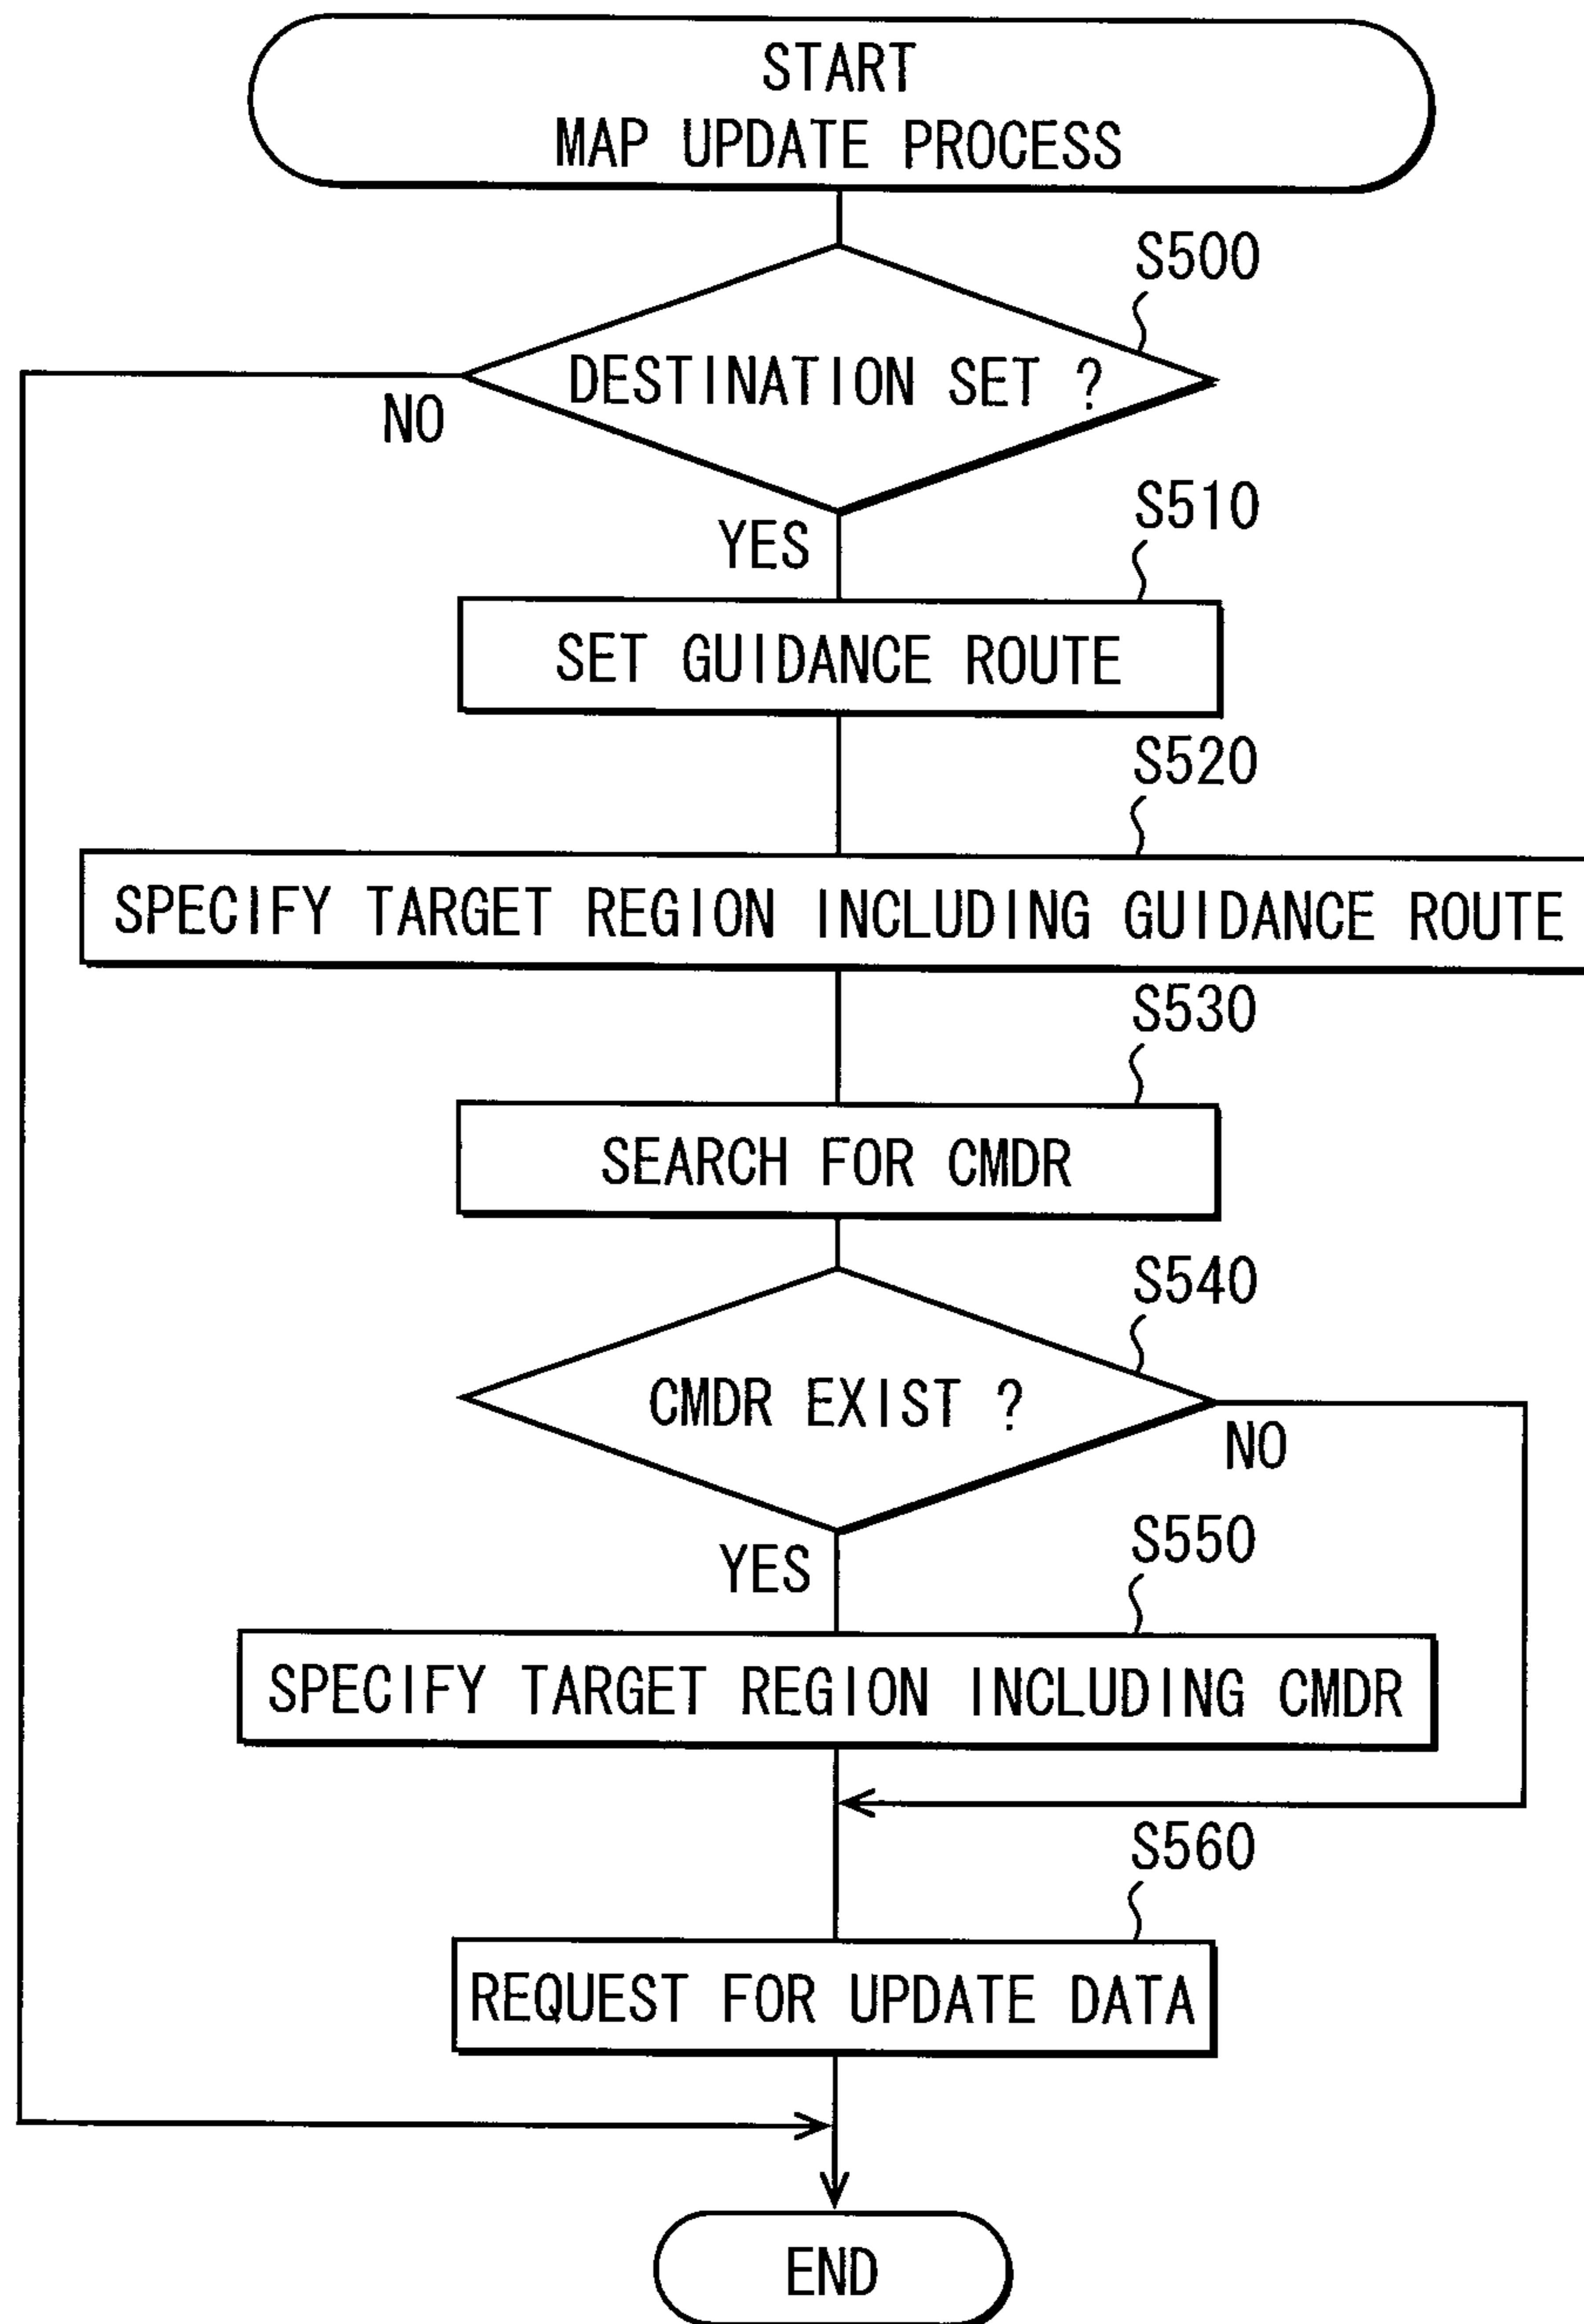 START
MAP UPDATE PROCESS
S500
DESTINATION SET ?
NO
S510
YES
SET GUIDANCE ROUTE
S520
SPECIFY TARGET REGION INCLUDING GUIDANCE ROUTE
S530
SEARCH FOR CMDR
S540
CMDR EXIST ?
NO
S550
YES
SPECIFY TARGET REGION INCLUDING CMDR
S560
REQUEST FOR UPDATE DATA
END